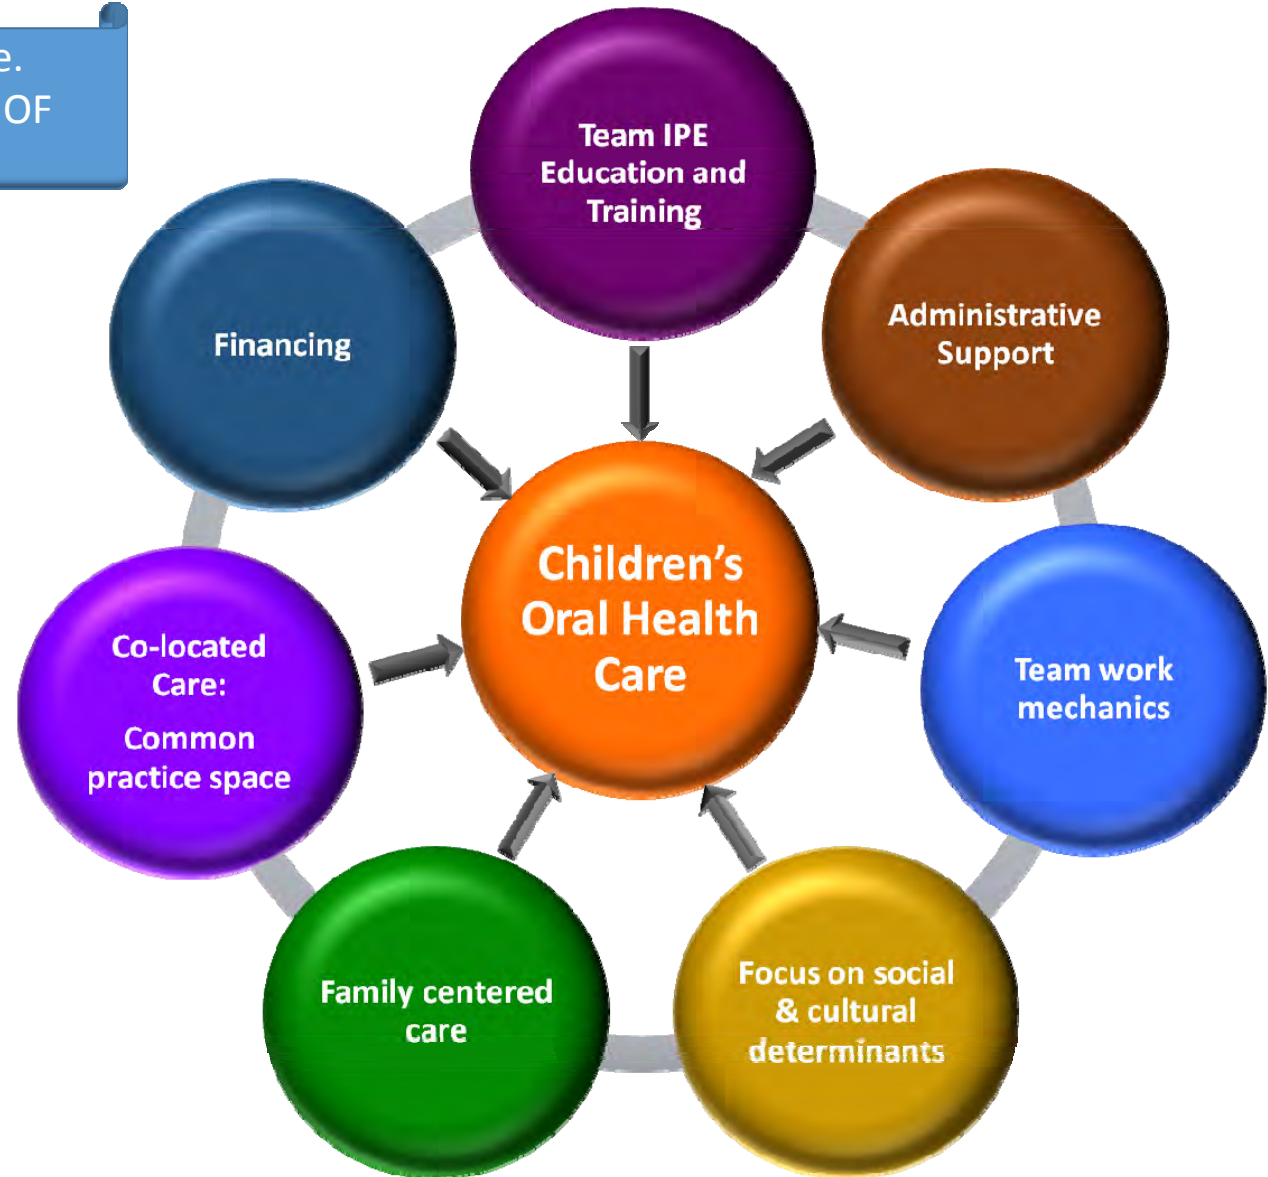 e.
OF
Team IPE
Education and
Training
Administrative
Support
Financing
Children's
Oral Health
Care
Team work
mechanics
Co-located
Care:
Common
practice space
Focus on social
& cultural
determinants
Family centered
care